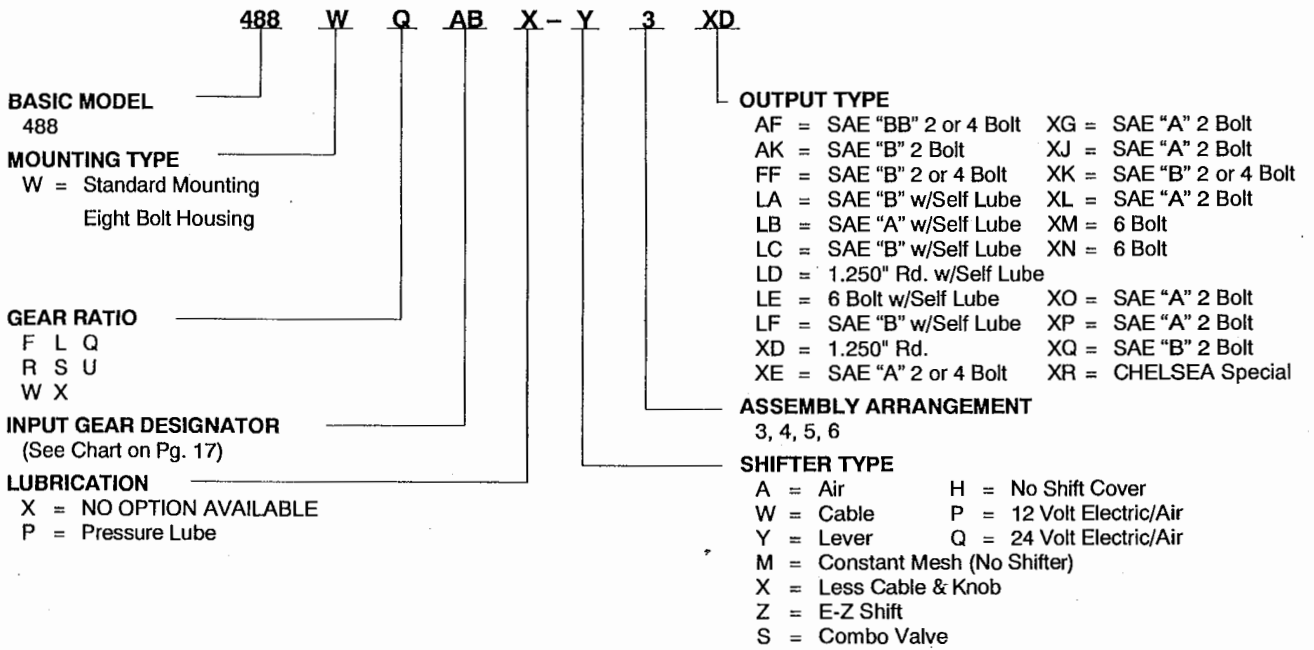 488 W Q AB X – Y 3 XD
BASIC MODEL
488
MOUNTING TYPE
W = Standard Mounting
Eight Bolt Housing
GEAR RATIO
F L Q
R S U
W X
INPUT GEAR DESIGNATOR
(See Chart on Pg. 17)
LUBRICATION
X = NO OPTION AVAILABLE
P = Pressure Lube
OUTPUT TYPE
AF = SAE “BB” 2 or 4 Bolt XG = SAE “A” 2 Bolt
AK = SAE “B” 2 Bolt XJ = SAE “A” 2 Bolt
FF = SAE “B” 2 or 4 Bolt XK = SAE “B” 2 or 4 Bolt
LA = SAE “B” w/Self Lube XL = SAE “A” 2 Bolt
LB = SAE “A” w/Self Lube XM = 6 Bolt
LC = SAE “B” w/Self Lube XN = 6 Bolt
LD = 1.250" Rd. w/Self Lube
LE = 6 Bolt w/Self Lube XO = SAE “A” 2 Bolt
LF = SAE “B” w/Self Lube XP = SAE “A” 2 Bolt
XD = 1.250" Rd. XQ = SAE “B” 2 Bolt
XE = SAE “A” 2 or 4 Bolt XR = CHELSEA Special
ASSEMBLY ARRANGEMENT
3, 4, 5, 6
SHIFTER TYPE
A = Air H = No Shift Cover
W = Cable P = 12 Volt Electric/Air
Y = Lever Q = 24 Volt Electric/Air
M = Constant Mesh (No Shifter)
X = Less Cable & Knob
Z = E-Z Shift
S = Combo Valve